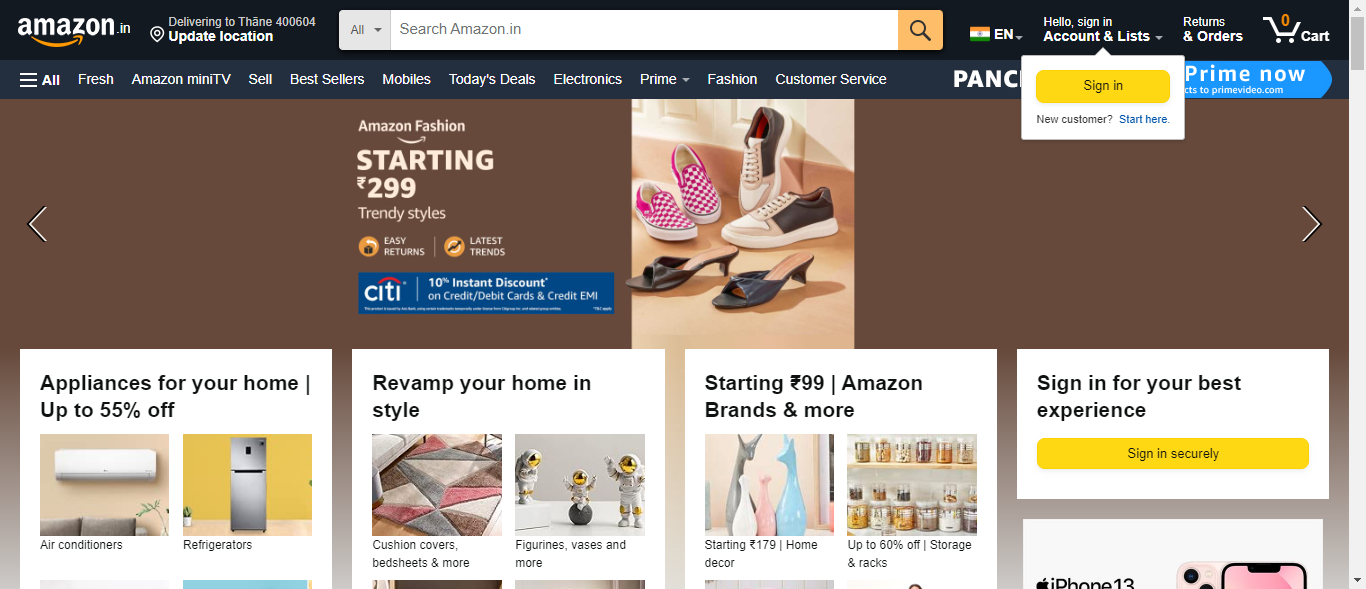 amazon.in
Delivering to Thāne 400604
Update location
All
Search Amazon.in
EN
Hello, sign in
Account & Lists
Returns
& Orders
0
Cart
All
Fresh
Amazon miniTV
Sell
Best Sellers
Mobiles
Today's Deals
Electronics
Prime
Fashion
Customer Service
Prime now
primevideo.com
Sign in
New customer? Start here.
Amazon Fashion
STARTING
₹299
Trendy styles
EASY
RETURNS
LATEST
TRENDS
citi
10% Instant Discount*
on Credit/Debit Cards & Credit EMI
Appliances for your home |
Up to 55% off
Air conditioners
Refrigerators
Revamp your home in
style
Cushion covers,
bedsheets & more
Figurines, vases and
more
Starting ₹99 | Amazon
Brands & more
Starting ₹179 | Home
decor
Up to 60% off | Storage
& racks
Sign in for your best
experience
Sign in securely
iPhone 13